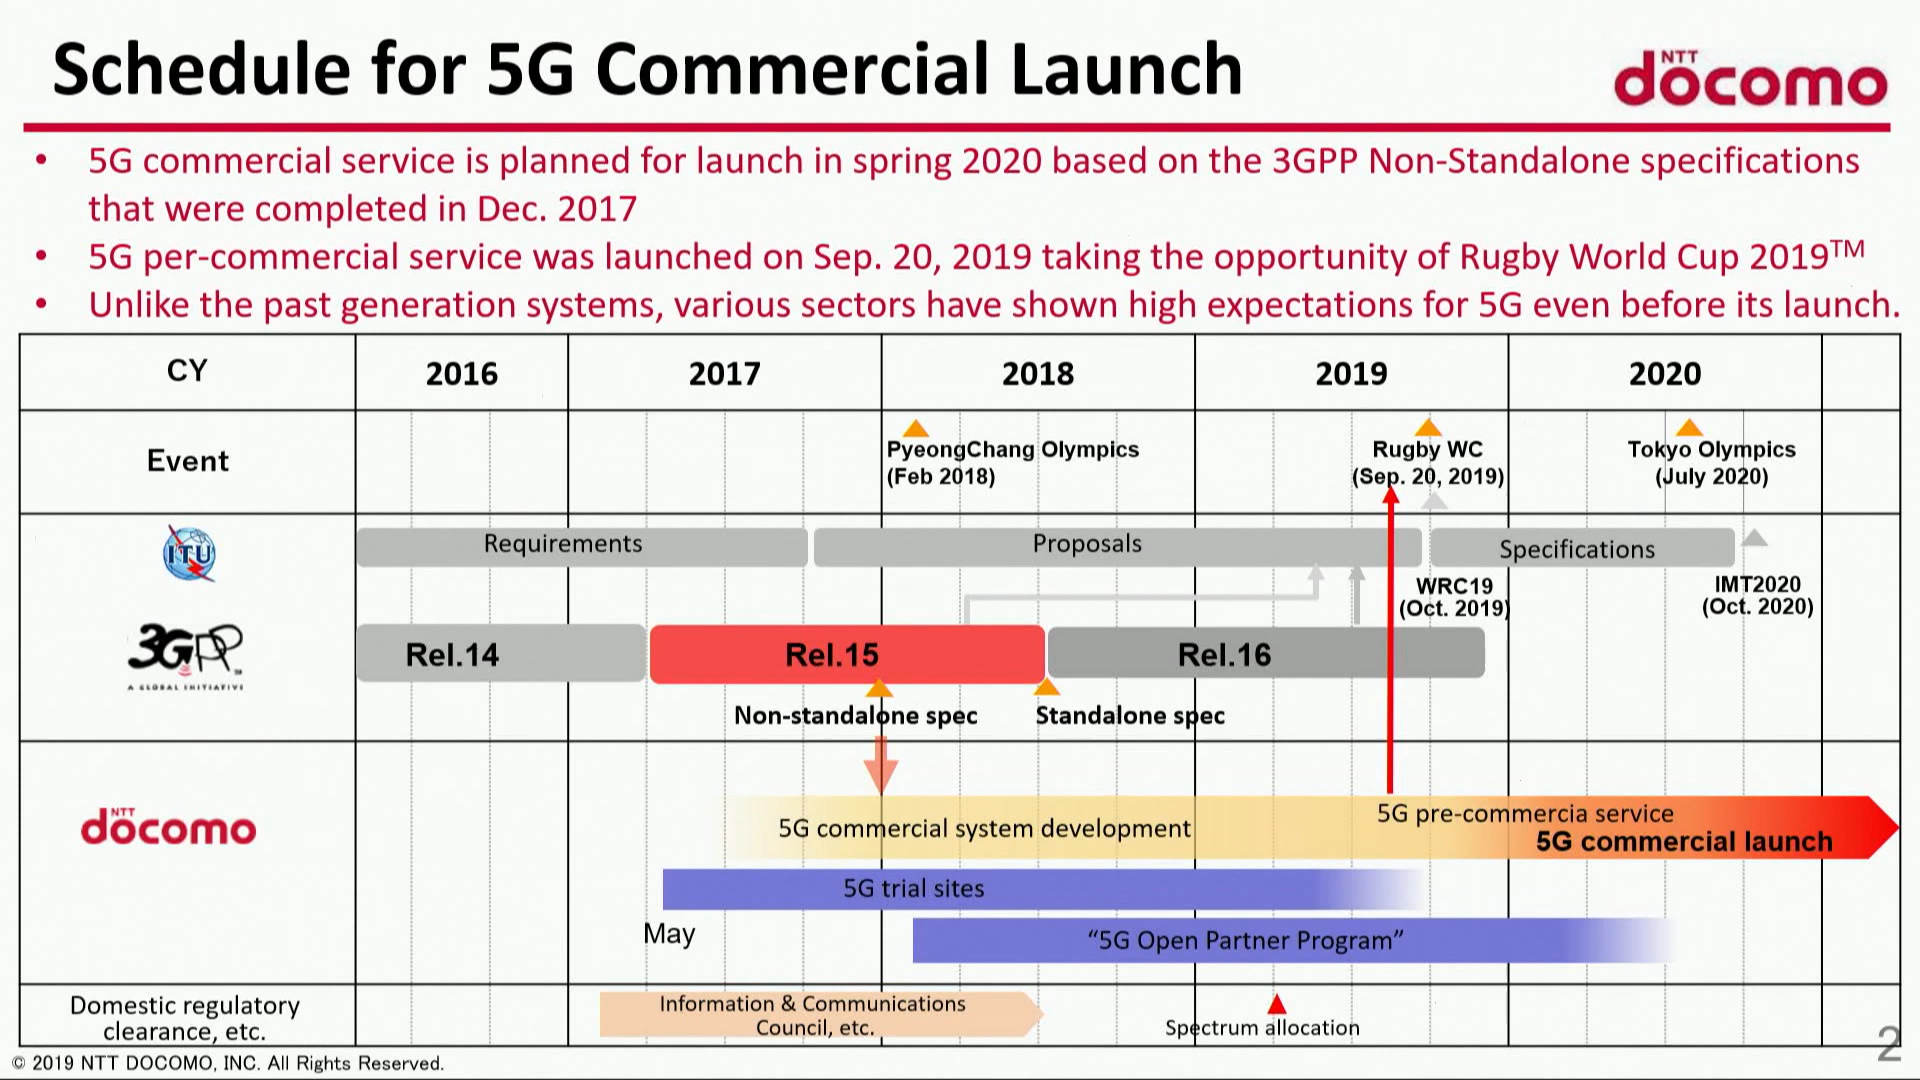 Schedule for 5G Commercial Launch
NTT
docomo
• 5G commercial service is planned for launch in spring 2020 based on the 3GPP Non-Standalone specifications
that were completed in Dec. 2017
• 5G per-commercial service was launched on Sep. 20, 2019 taking the opportunity of Rugby World Cup 2019TM
• Unlike the past generation systems, various sectors have shown high expectations for 5G even before its launch.
CY 2016 2017 2018 2019 2020
Event
PyeongChang Olympics
(Feb 2018)
Rugby WC
(Sep. 20, 2019)
Tokyo Olympics
(July 2020)
ITU
Requirements
Proposals
Specifications
WRC19
(Oct. 2019)
IMT2020
(Oct. 2020)
3GPP
A GLOBAL INITIATIVE
Rel.14
Rel.15
Rel.16
Non-standalone spec
Standalone spec
NTT
docomo
5G commercial system development
5G pre-commercia service
5G commercial launch
5G trial sites
May
“5G Open Partner Program”
Domestic regulatory
clearance, etc.
Information & Communications
Council, etc.
Spectrum allocation
© 2019 NTT DOCOMO, INC. All Rights Reserved.
2